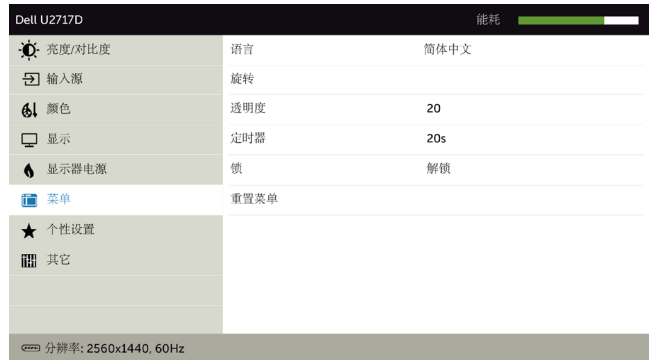 Dell U2717D 能耗
亮度/对比度 语言 简体中文
输入源 旋转
颜色 透明度 20
显示 定时器 20s
显示器电源 锁 解锁
菜单 重置菜单
个性设置
其它
分辨率: 2560x1440, 60Hz